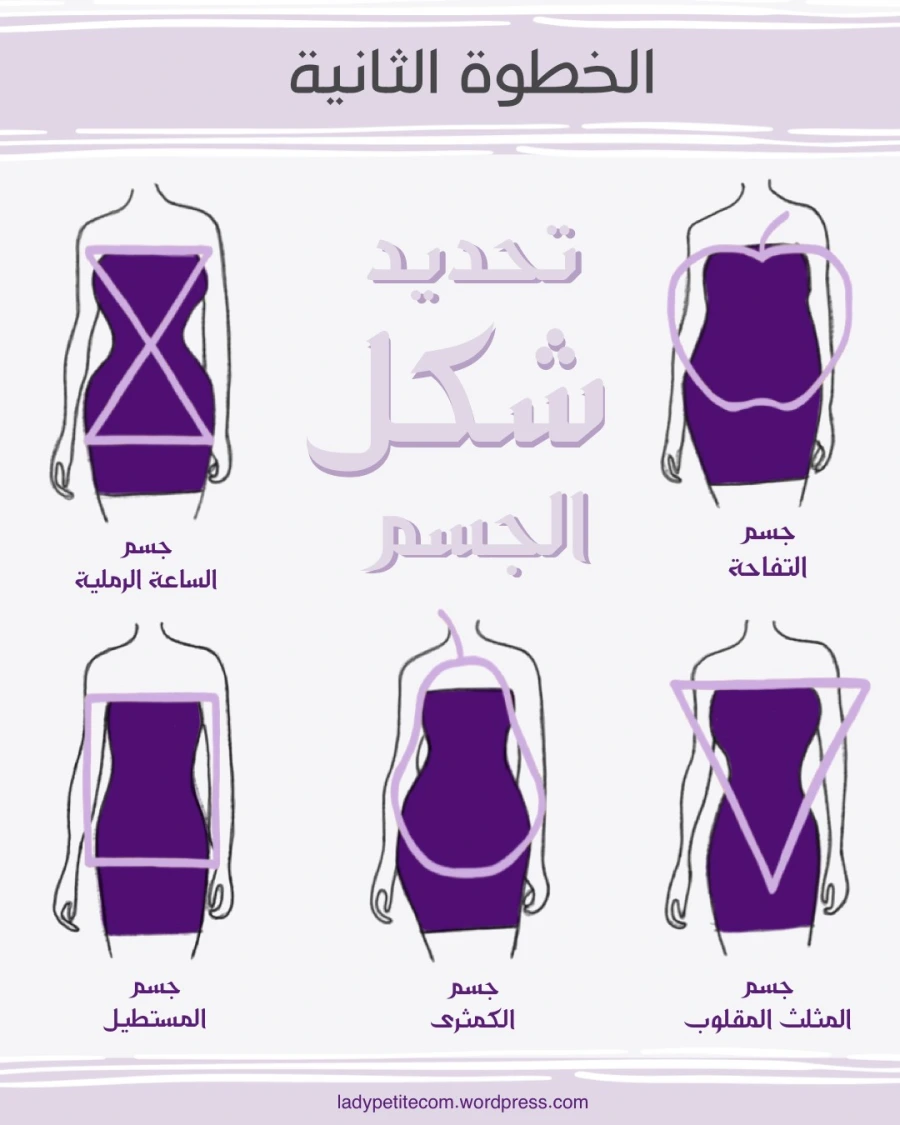 الخطوة الثانية
تحديد
شكل
الجسم
جسم
التفاحة
جسم
الساعة الرملية
جسم
المثلث المقلوب
جسم
الكمثرى
جسم
المستطيل
ladypetitecom.wordpress.com